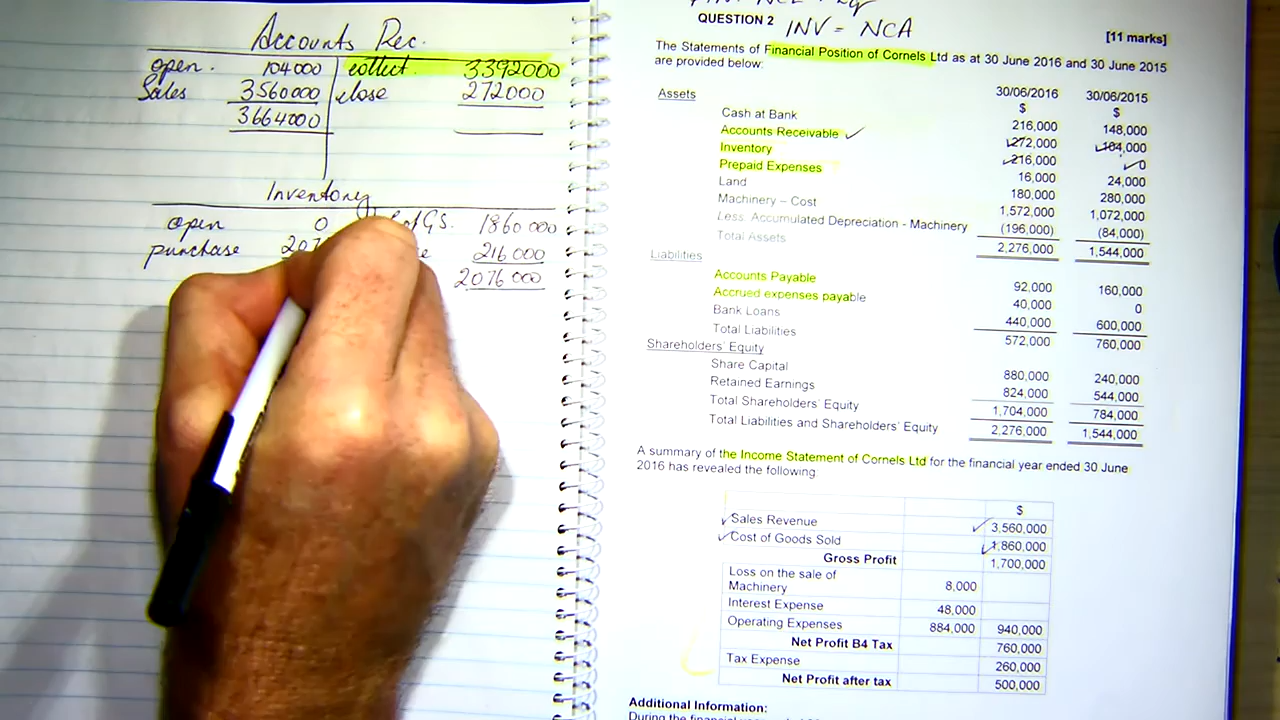 Accounts Rec.
open. 104000 collect. 3392000
Sales 3560000 close 272000
3664000
Inventory
open 0 of G.S. 1860 000
purchase 207 e 216 000
2076 000
QUESTION 2 INV = NCA [11 marks]
The Statements of Financial Position of Cornels Ltd as at 30 June 2016 and 30 June 2015
are provided below:
30/06/2016 30/06/2015
Assets $ $
Cash at Bank 216,000 148,000
Accounts Receivable ✓ 272,000 104,000
Inventory 216,000 0
Prepaid Expenses 16,000 24,000
Land 180,000 280,000
Machinery – Cost 1,572,000 1,072,000
Less: Accumulated Depreciation - Machinery (196,000) (84,000)
Total Assets 2,276,000 1,544,000
Liabilities
Accounts Payable 92,000 160,000
Accrued expenses payable 40,000 0
Bank Loans 440,000 600,000
Total Liabilities 572,000 760,000
Shareholders' Equity
Share Capital 880,000 240,000
Retained Earnings 824,000 544,000
Total Shareholders' Equity 1,704,000 784,000
Total Liabilities and Shareholders' Equity 2,276,000 1,544,000
A summary of the Income Statement of Cornels Ltd for the financial year ended 30 June
2016 has revealed the following:
$
✓ Sales Revenue ✓ 3,560,000
✓ Cost of Goods Sold ✓ 1,860,000
Gross Profit 1,700,000
Loss on the sale of
Machinery 8,000
Interest Expense 48,000
Operating Expenses 884,000 940,000
Net Profit B4 Tax 760,000
Tax Expense 260,000
Net Profit after tax 500,000
Additional Information:
During the financial year